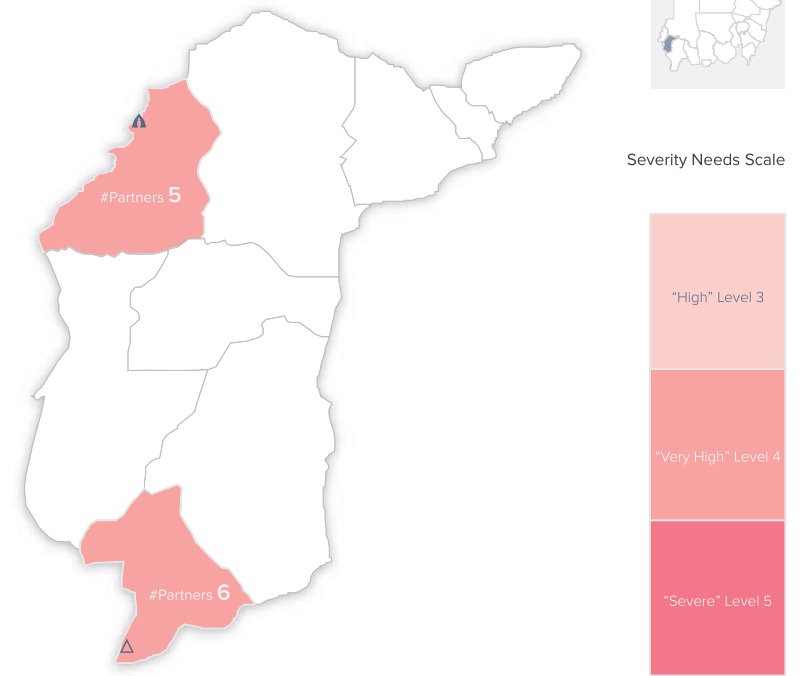 Severity Needs Scale
#Partners 5
“High” Level 3
“Very High” Level 4
#Partners 6
“Severe” Level 5